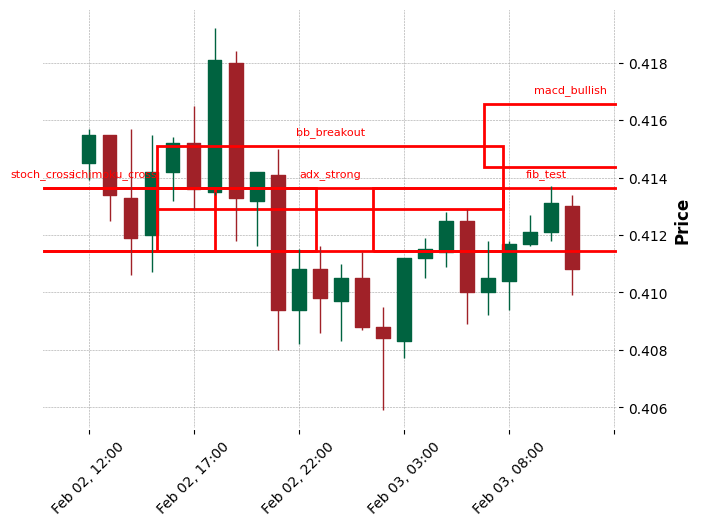 0.418
macd_bullish
0.416
bb_breakout
stoch_cross
ichimoku_cross
adx_strong
fib_test
0.414
0.412
Price
0.410
0.408
0.406
Feb 02, 12:00
Feb 02, 17:00
Feb 02, 22:00
Feb 03, 03:00
Feb 03, 08:00